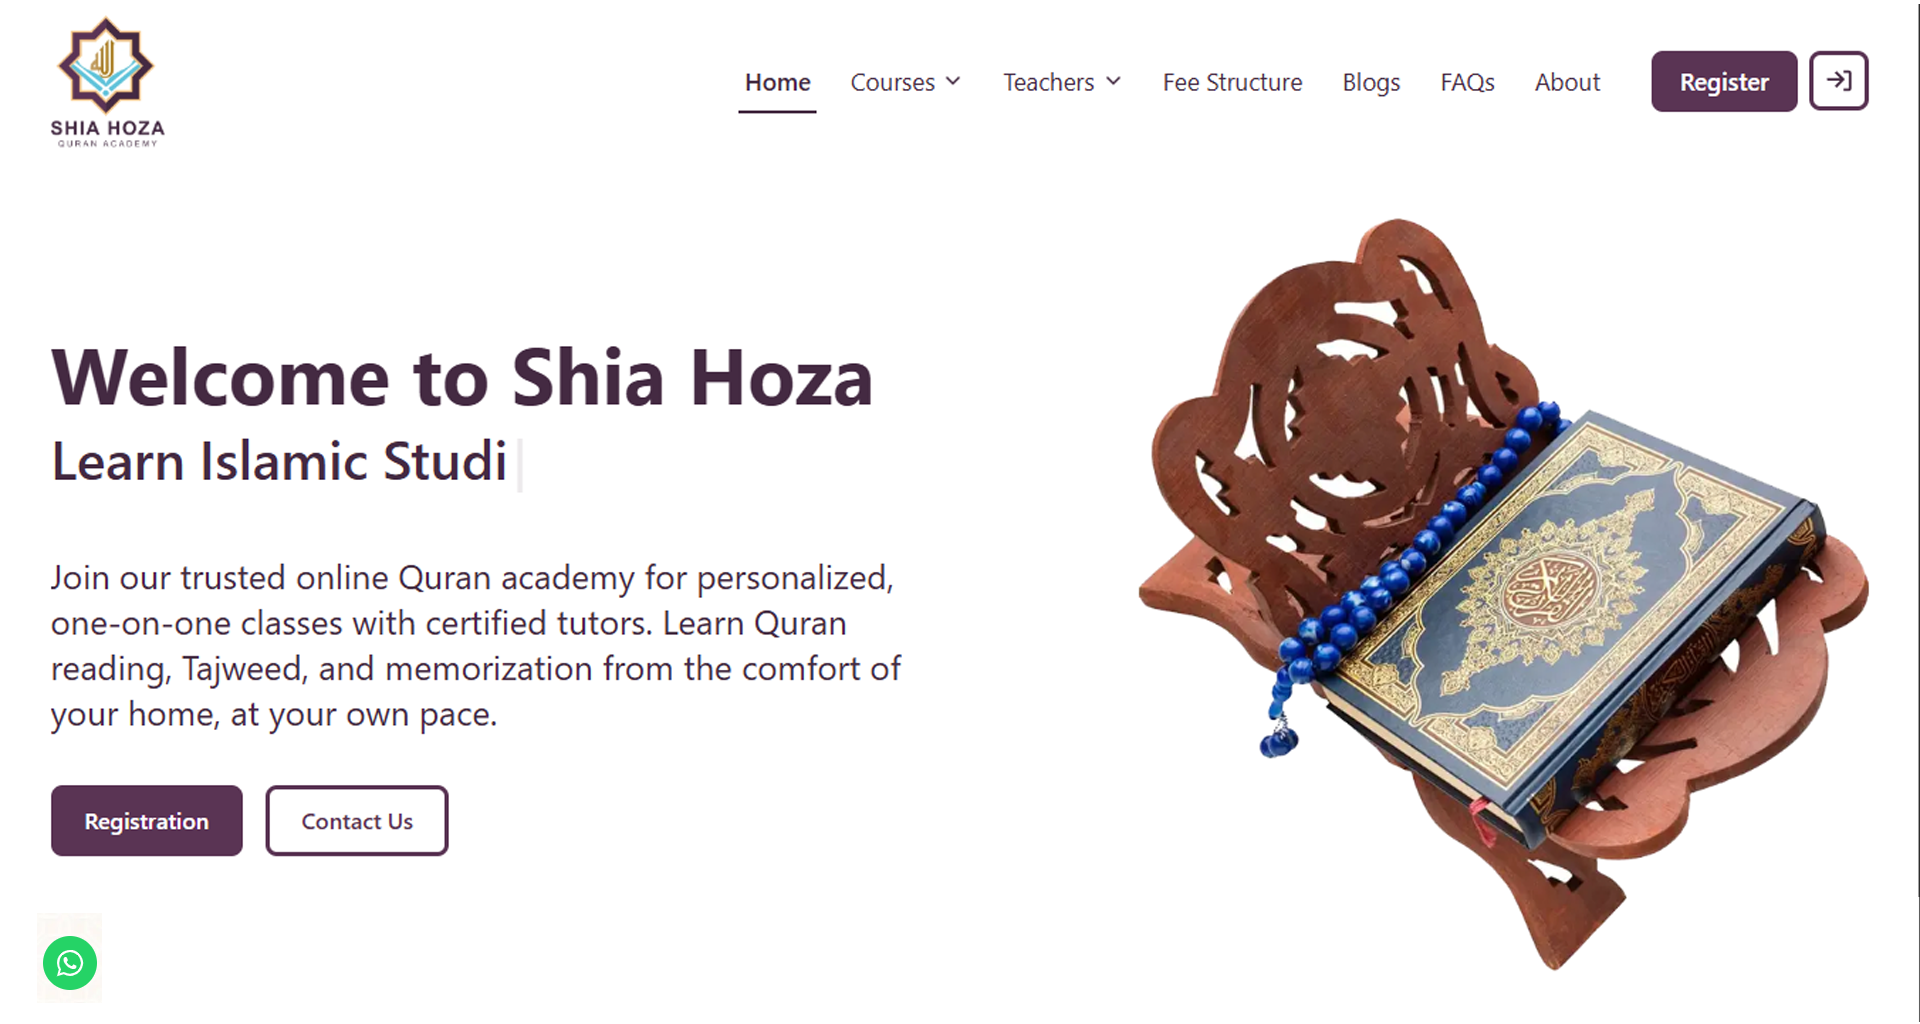 SHIA HOZA
QURAN ACADEMY
Home
Courses
Teachers
Fee Structure
Blogs
FAQs
About
Register
Welcome to Shia Hoza
Learn Islamic Studi
Join our trusted online Quran academy for personalized,
one-on-one classes with certified tutors. Learn Quran
reading, Tajweed, and memorization from the comfort of
your home, at your own pace.
Registration
Contact Us